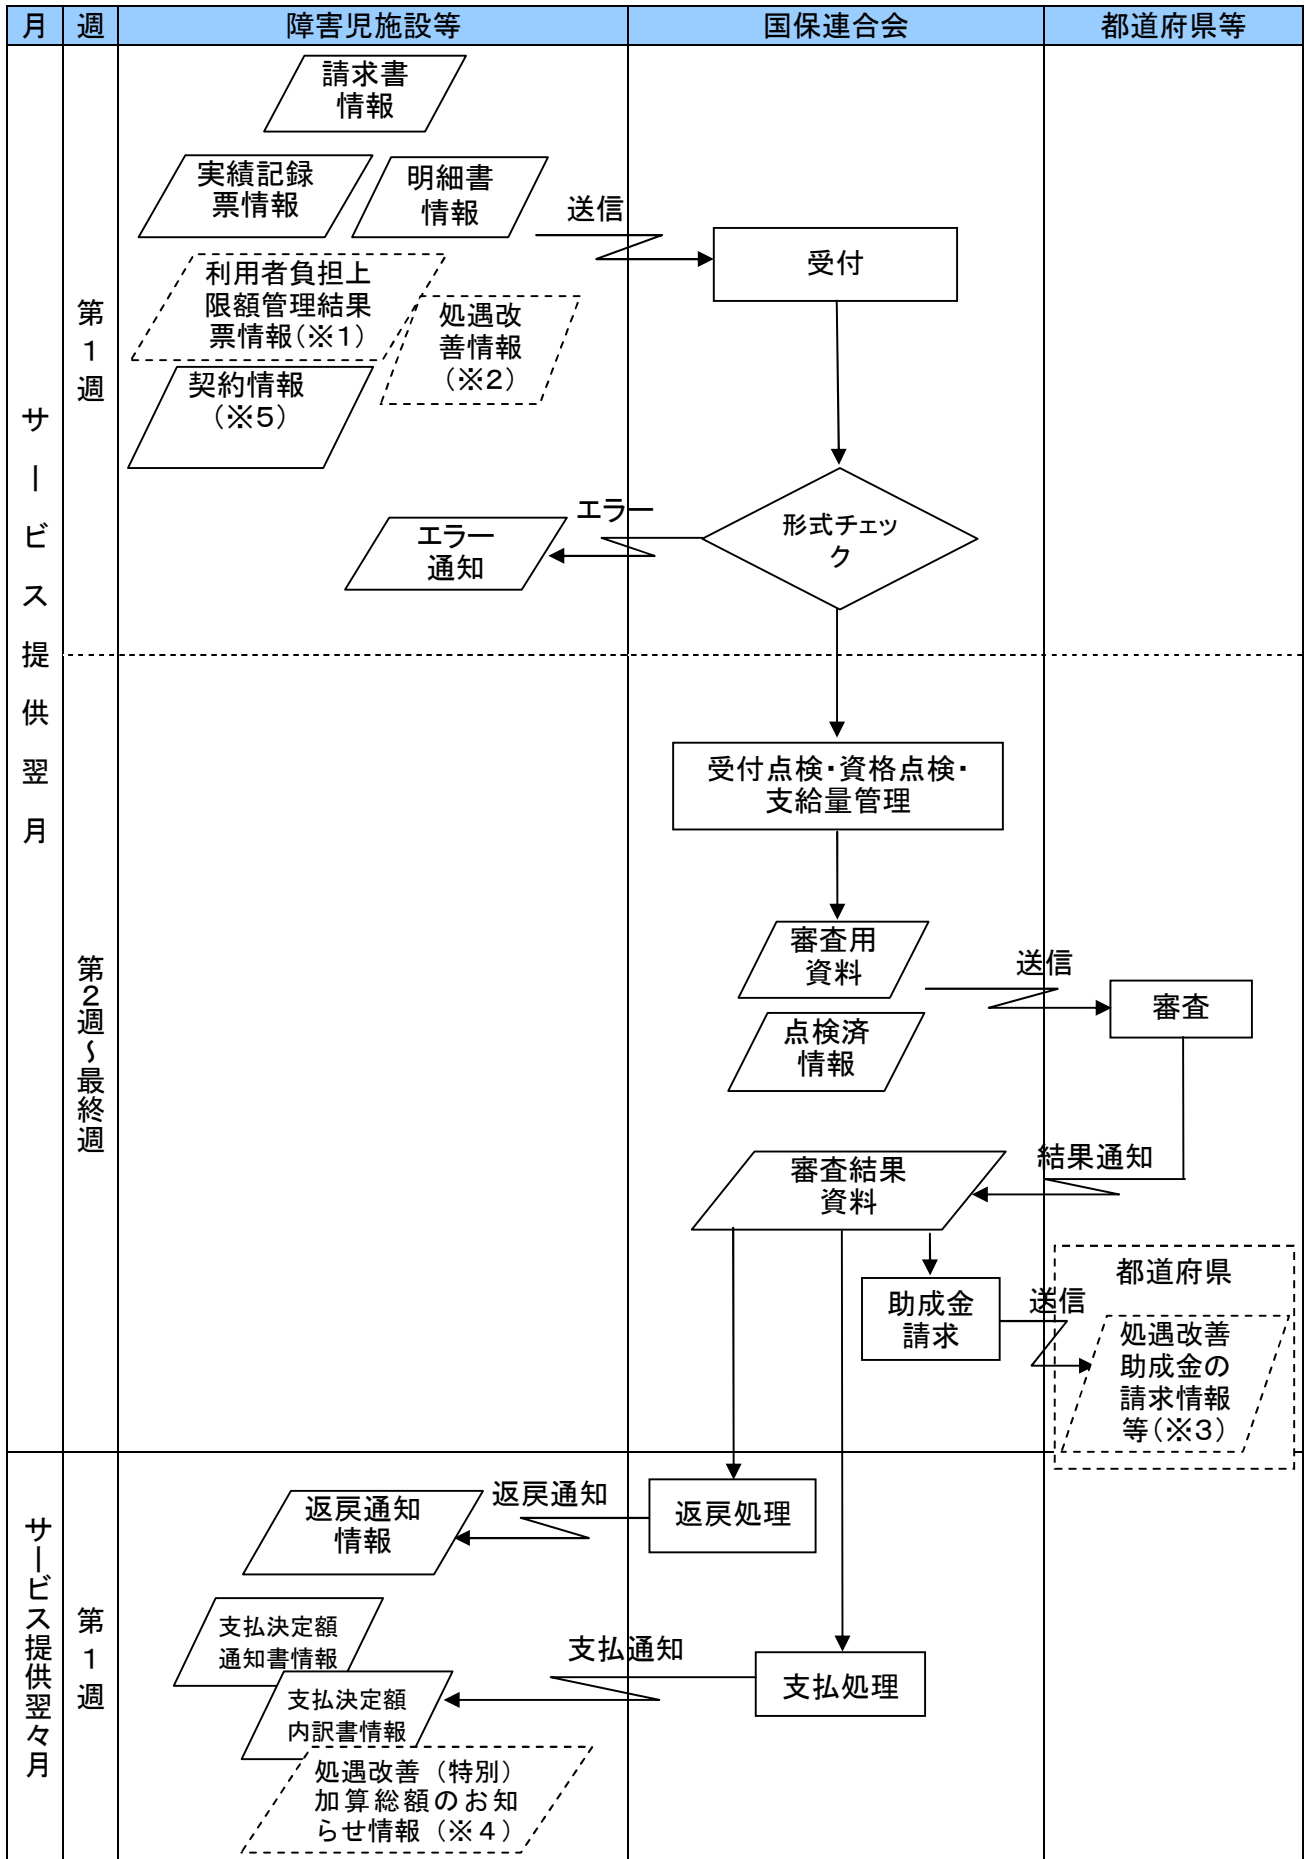 月 週 障害児施設等 国保連合会 都道府県等
サービス提供翌月
第1週
請求書
情報
実績記録
票情報
明細書
情報
送信
受付
利用者負担上
限額管理結果
票情報(※1)
処遇改
善情報
(※2)
契約情報
(※5)
エラー
エラー
通知
形式チェッ
ク
第2週~最終週
受付点検・資格点検・
支給量管理
審査用
資料
送信
審査
点検済
情報
結果通知
審査結果
資料
助成金
請求
送信
都道府県
処遇改善
助成金の
請求情報
等(※3)
サービス提供翌々月
第1週
返戻通知
情報
返戻通知
返戻処理
支払決定額
通知書情報
支払通知
支払処理
支払決定額
内訳書情報
処遇改善(特別)
加算総額のお知
らせ情報(※4)